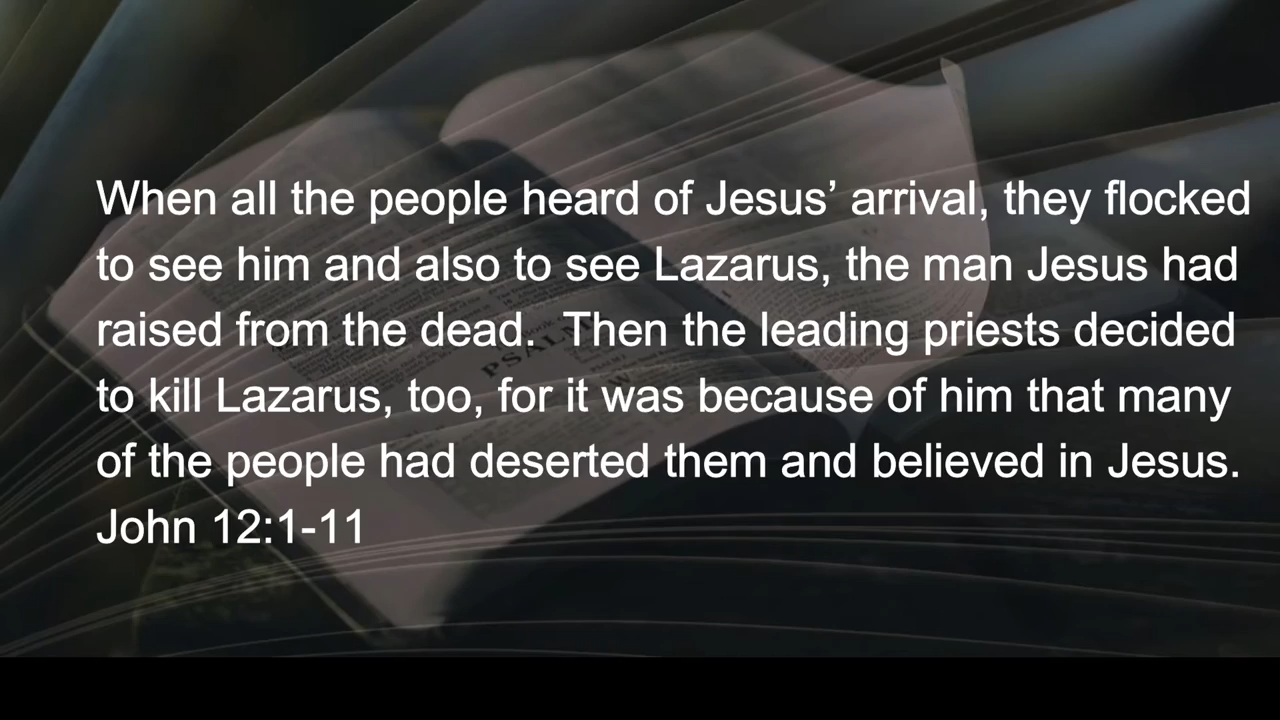 When all the people heard of Jesus’ arrival, they flocked
to see him and also to see Lazarus, the man Jesus had
raised from the dead.  Then the leading priests decided
to kill Lazarus, too, for it was because of him that many
of the people had deserted them and believed in Jesus.
John 12:1-11
PSALMS